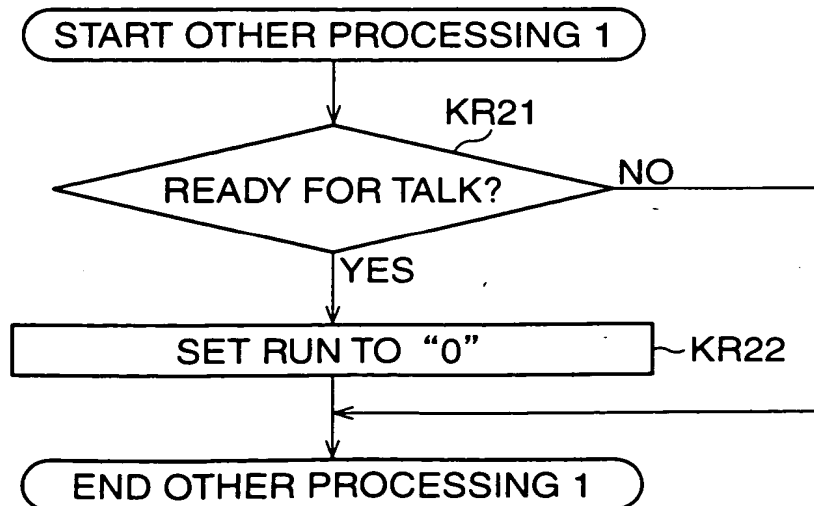 START OTHER PROCESSING 1
KR21
READY FOR TALK?
NO
YES
SET RUN TO “0”
KR22
END OTHER PROCESSING 1